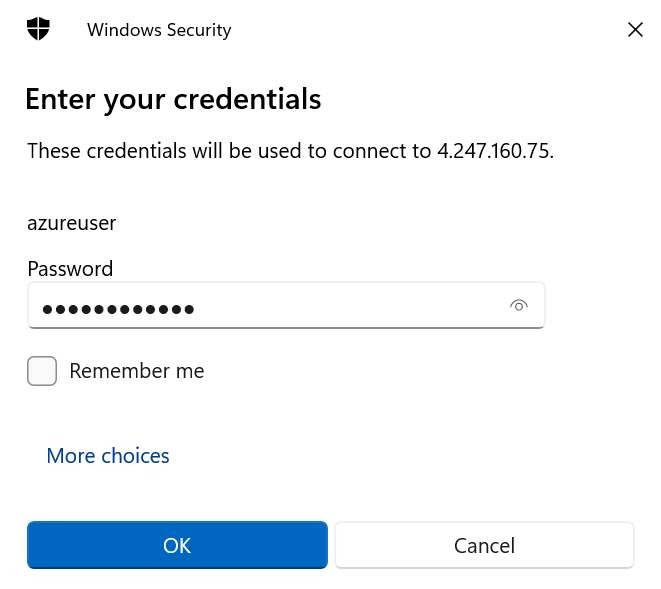 Windows Security
Enter your credentials
These credentials will be used to connect to 4.247.160.75.
azureuser
Password
●●●●●●●●●●●●
Remember me
More choices
OK
Cancel